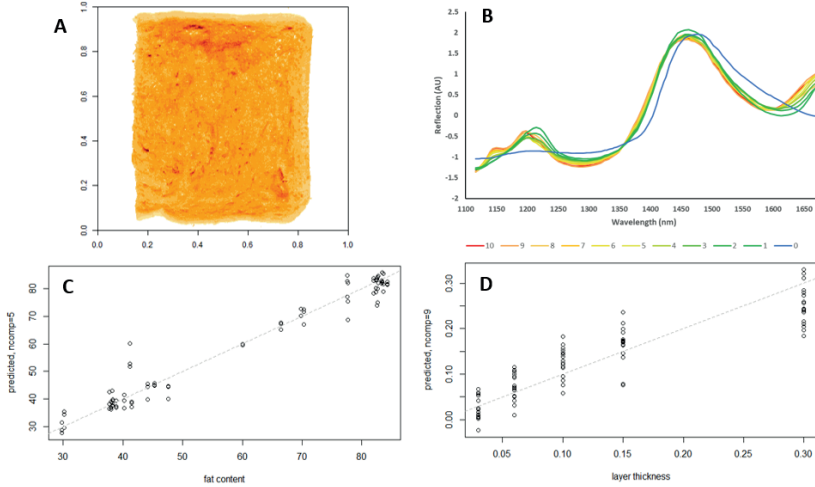 A
1.0
0.8
0.6
0.4
0.2
0.0
0.0 0.2 0.4 0.6 0.8 1.0
B
Reflection (AU)
2.5
2
1.5
1
0.5
0
-0.5
-1
-1.5
-2
1100 1150 1200 1250 1300 1350 1400 1450 1500 1550 1600 1650
Wavelength (nm)
10 9 8 7 6 5 4 3 2 1 0
C
predicted, ncomp=5
80
70
60
50
40
30
30 40 50 60 70 80
fat content
D
predicted, ncomp=9
0.30
0.20
0.10
0.00
0.05 0.10 0.15 0.20 0.25 0.30
layer thickness